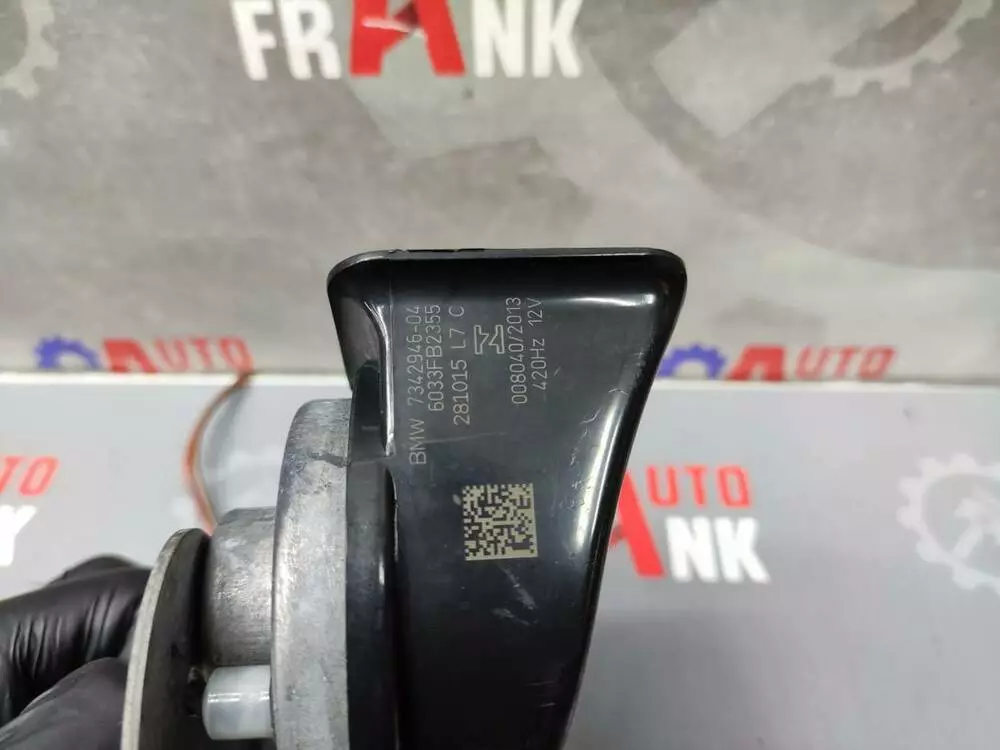 FRANK
BMW 7342946-04
6033FB2355
281015 L7 C
008040/2013
420Hz 12V
AUTO
AUTO
AUTO
ANK